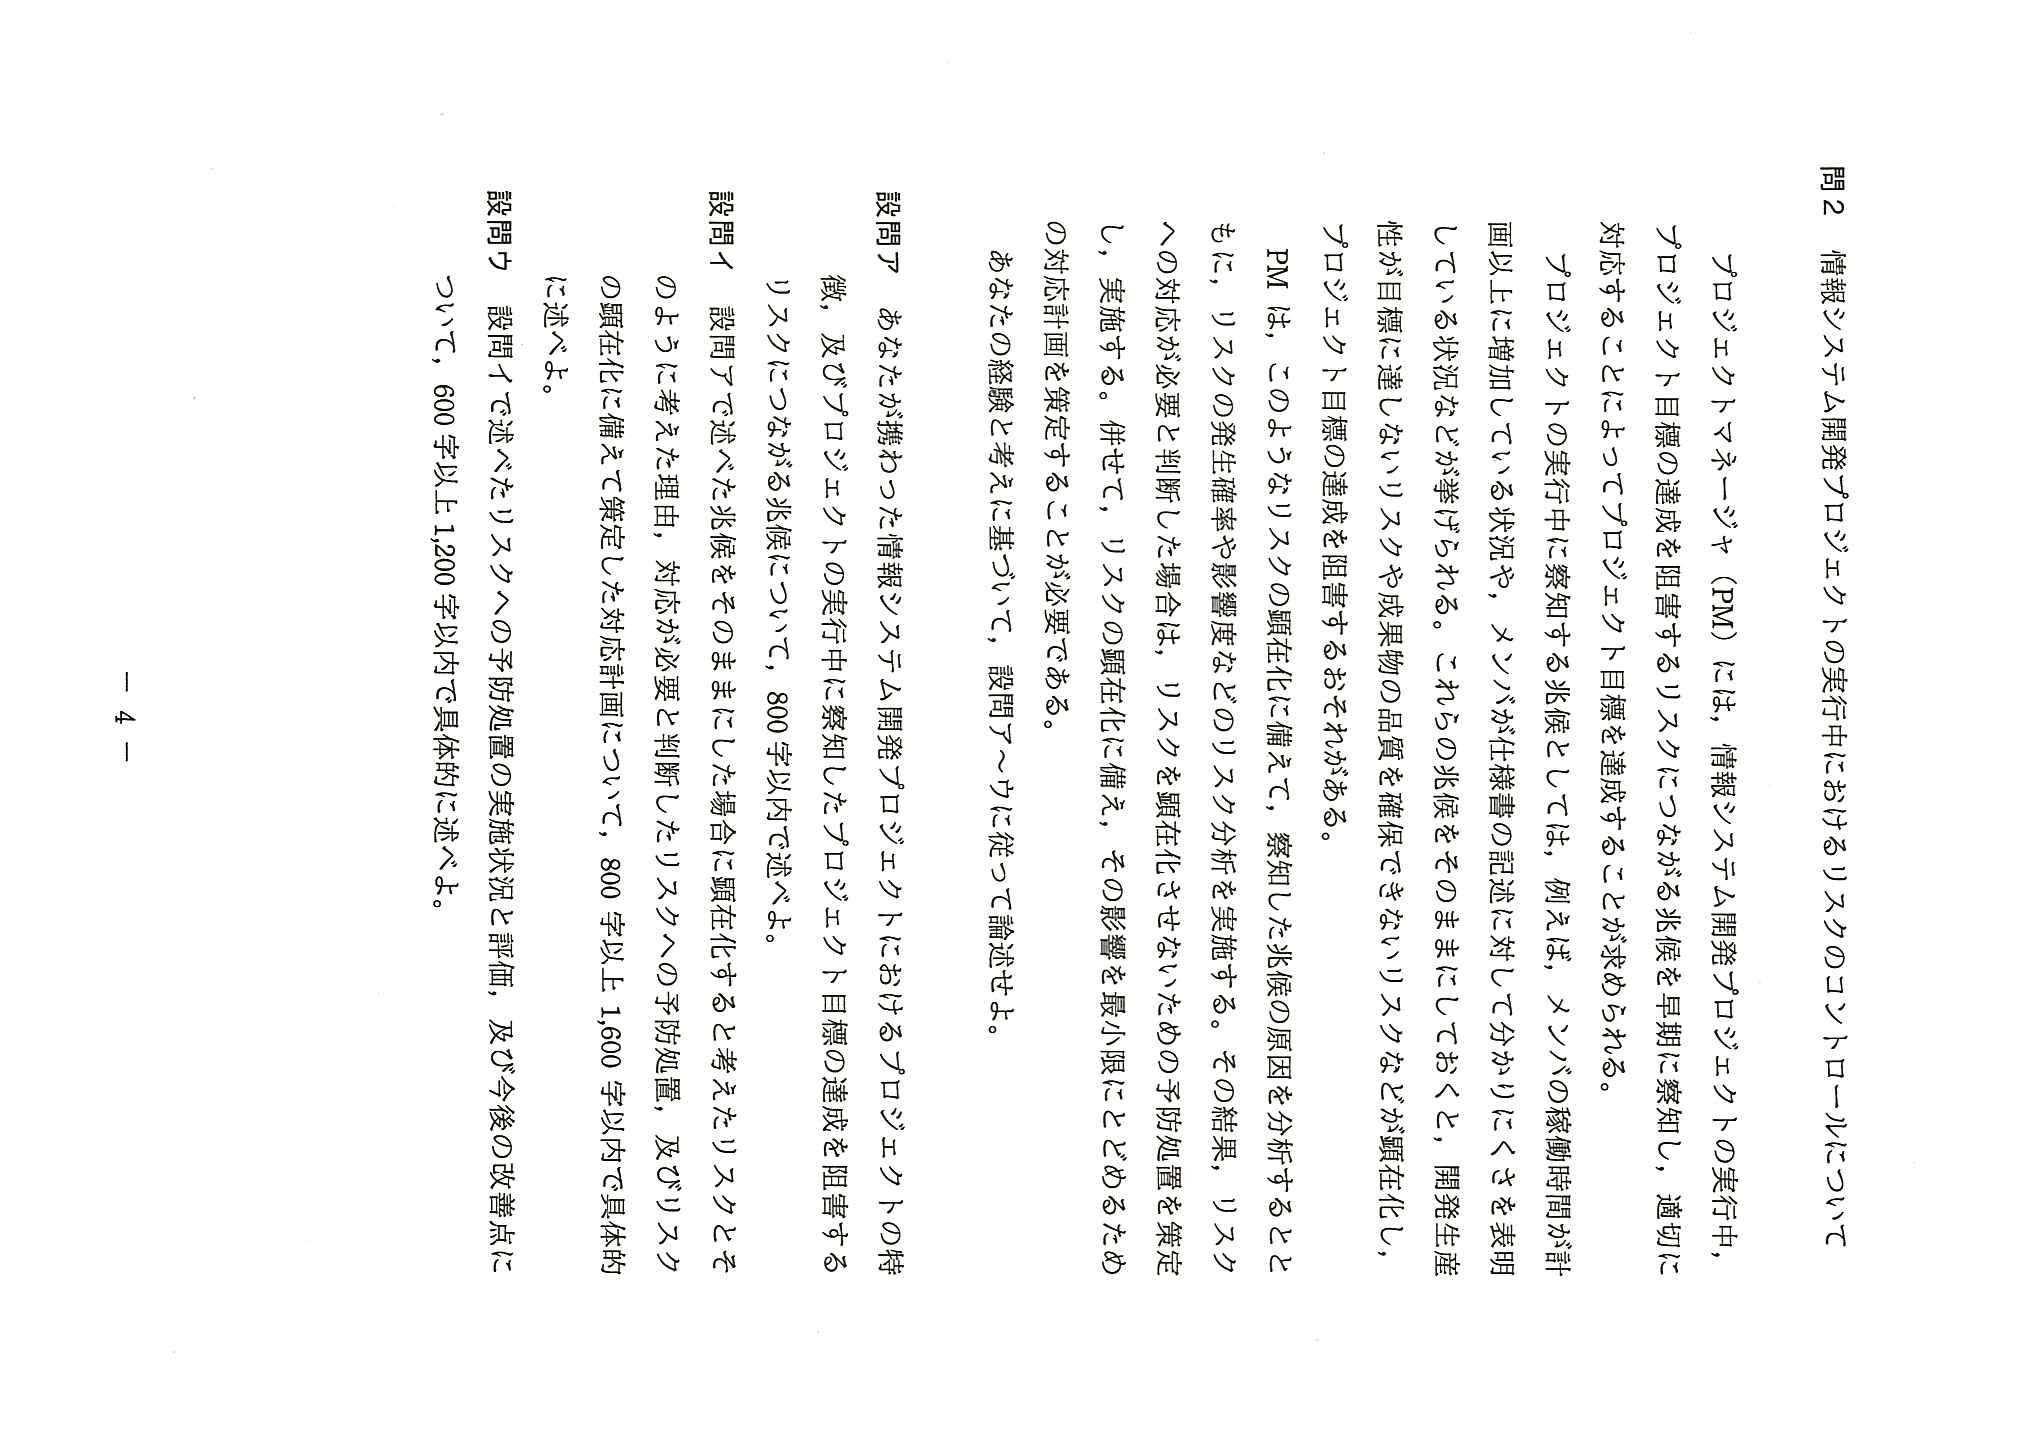 問2　情報システム開発プロジェクトの実行中におけるリスクのコントロールについて
プロジェクトマネージャ（PM）には，情報システム開発プロジェクトの実行中，
プロジェクト目標の達成を阻害するリスクにつながる兆候を早期に察知し，適切に
対応することによってプロジェクト目標を達成することが求められる。
プロジェクトの実行中に察知する兆候としては，例えば，メンバの稼働時間が計
画以上に増加している状況や，メンバが仕様書の記述に対して分かりにくさを表明
している状況などが挙げられる。これらの兆候をそのままにしておくと，開発生産
性が目標に達しないリスクや成果物の品質を確保できないリスクなどが顕在化し，
プロジェクト目標の達成を阻害するおそれがある。
PMは，このようなリスクの顕在化に備えて，察知した兆候の原因を分析するとと
もに，リスクの発生確率や影響度などのリスク分析を実施する。その結果，リスク
への対応が必要と判断した場合は，リスクを顕在化させないための予防処置を策定
し，実施する。併せて，リスクの顕在化に備え，その影響を最小限にとどめるため
の対応計画を策定することが必要である。
あなたの経験と考えに基づいて，設問ア～ウに従って論述せよ。
設問ア　あなたが携わった情報システム開発プロジェクトにおけるプロジェクトの特
徴，及びプロジェクトの実行中に察知したプロジェクト目標の達成を阻害する
リスクにつながる兆候について，800字以内で述べよ。
設問イ　設問アで述べた兆候をそのままにした場合に顕在化すると考えたリスクとそ
のように考えた理由，対応が必要と判断したリスクへの予防処置，及びリスク
の顕在化に備えて策定した対応計画について，800字以上1,600字以内で具体的
に述べよ。
設問ウ　設問イで述べたリスクへの予防処置の実施状況と評価，及び今後の改善点に
ついて，600字以上1,200字以内で具体的に述べよ。
－ 4 －